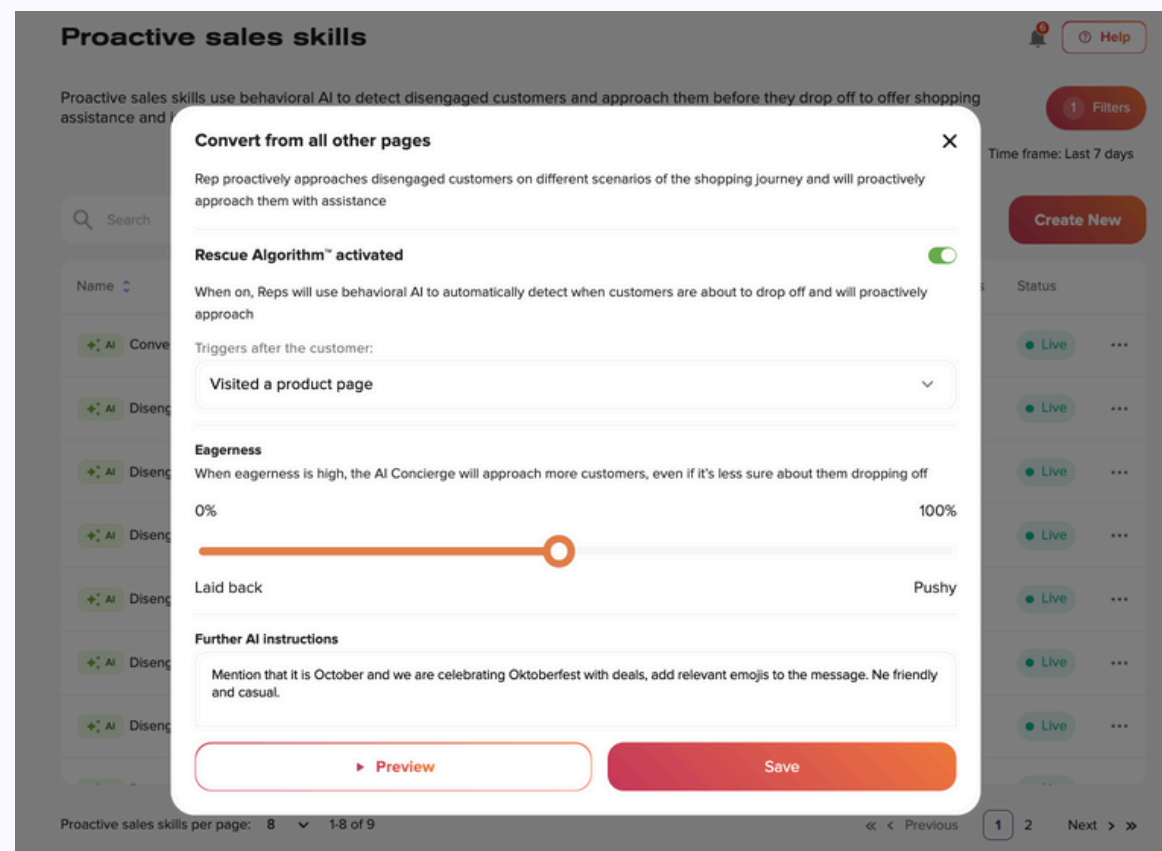 Proactive sales skills
6
Help
Proactive sales skills use behavioral AI to detect disengaged customers and approach them before they drop off to offer shopping
assistance and
1 Filters
Time frame: Last 7 days
Search
Create New
Name
Status
AI Conve
Live
AI Diseng
Live
AI Diseng
Live
AI Diseng
Live
AI Diseng
Live
AI Diseng
Live
AI Diseng
Live
Convert from all other pages
Rep proactively approaches disengaged customers on different scenarios of the shopping journey and will proactively
approach them with assistance
Rescue Algorithm™ activated
When on, Reps will use behavioral AI to automatically detect when customers are about to drop off and will proactively
approach
Triggers after the customer:
Visited a product page
Eagerness
When eagerness is high, the AI Concierge will approach more customers, even if it's less sure about them dropping off
0% 100%
Laid back Pushy
Further AI instructions
Mention that it is October and we are celebrating Oktoberfest with deals, add relevant emojis to the message. Ne friendly
and casual.
Preview
Save
Proactive sales skills per page: 8 1-8 of 9
« < Previous 1 2 Next > »